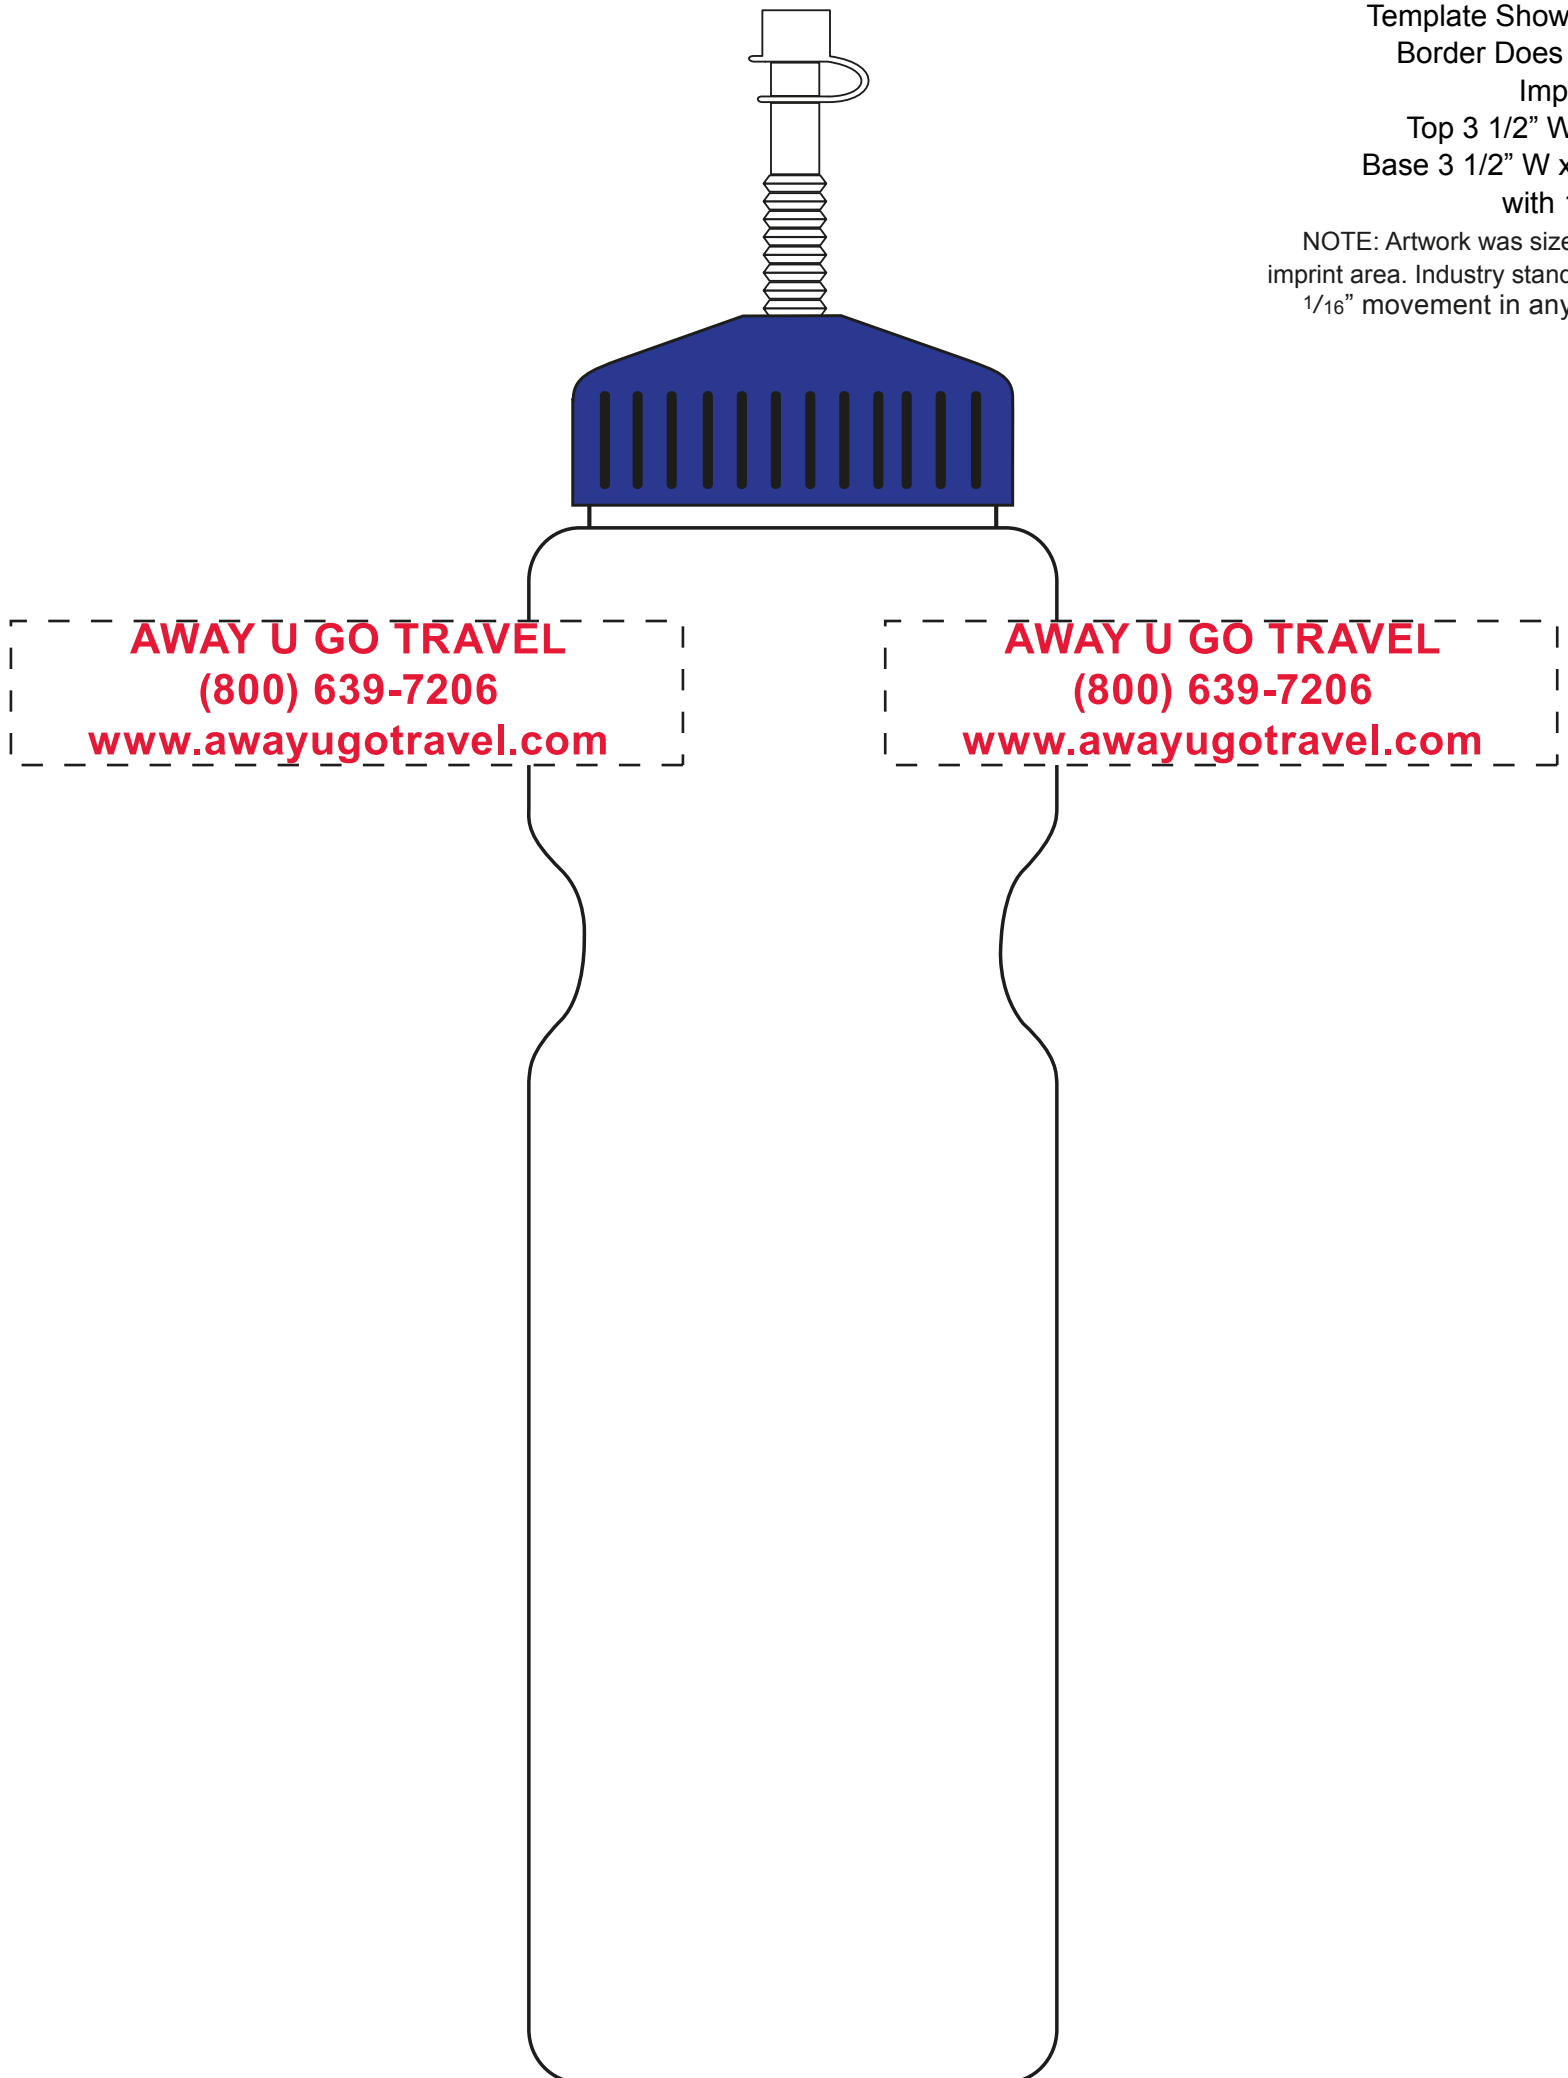 Template Show
Border Does
Imp
Top 3 1/2” W
Base 3 1/2” W x
with
NOTE: Artwork was size
imprint area. Industry stand
1/16” movement in any
AWAY U GO TRAVEL
(800) 639-7206
www.awayugotravel.com
AWAY U GO TRAVEL
(800) 639-7206
www.awayugotravel.com